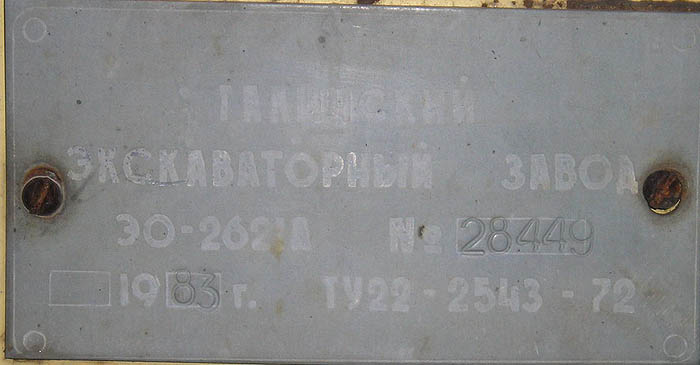 ТАЛЛИНСКИЙ
ЭКСКАВАТОРНЫЙ ЗАВОД
ЭО-2621А № 28449
1983 г. ТУ22-2543-72